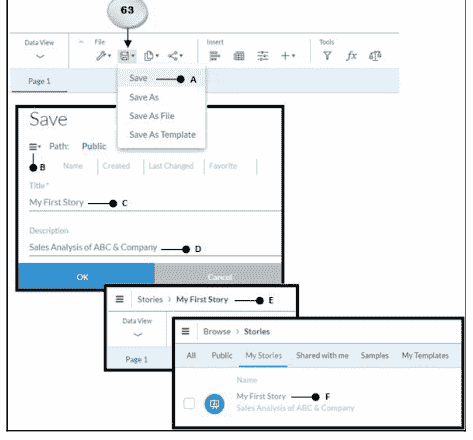 63
Data View
File
Insert
Tools
fx
Page 1
Save
A
Save As
Save As File
Save As Template
Save
Path: Public
B
Name Created Last Changed Favorite
Title *
My First Story
C
Description
Sales Analysis of ABC & Company
D
OK Cancel
Stories > My First Story
E
Data View
Page 1
Browse > Stories
All Public My Stories Shared with me Samples My Templates
Name
My First Story
F
Sales Analysis of ABC & Company